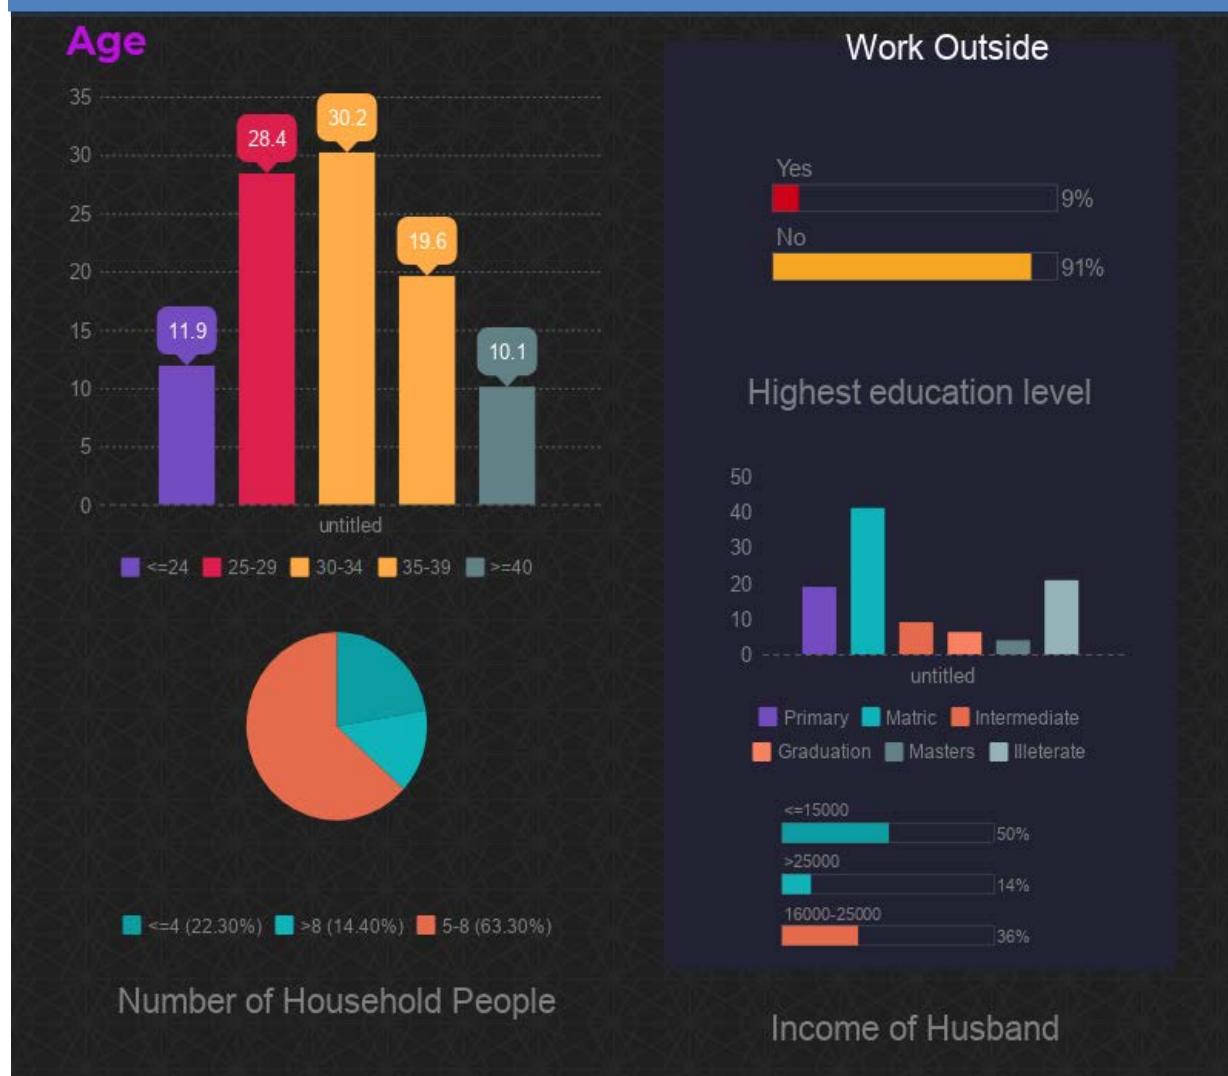 Age
35
30
25
20
15
10
5
0
11.9
28.4
30.2
19.6
10.1
untitled
<=24 25-29 30-34 35-39 >=40
<=4 (22.30%) >8 (14.40%) 5-8 (63.30%)
Number of Household People
Work Outside
Yes
9%
No
91%
Highest education level
50
40
30
20
10
0
untitled
Primary Matric Intermediate
Graduation Masters Illeterate
<=15000
50%
>25000
14%
16000-25000
36%
Income of Husband